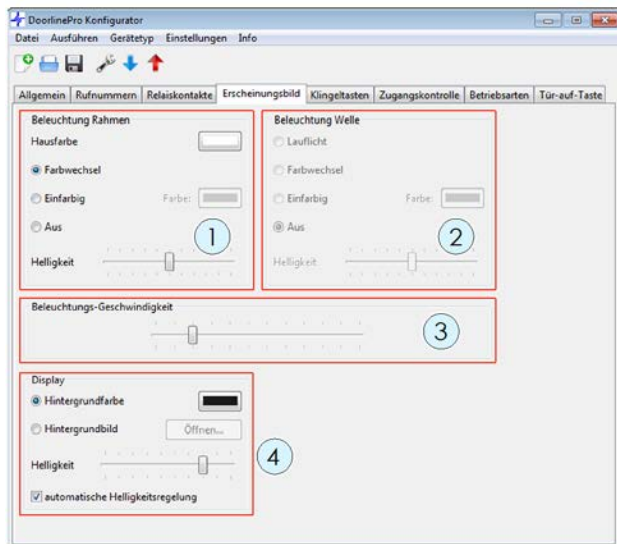 DoorlinePro Konfigurator
Datei Ausführen Gerätetyp Einstellungen Info
Allgemein Rufnummern Relaiskontakte Erscheinungsbild Klingeltasten Zugangskontrolle Betriebsarten Tür-auf-Taste
Beleuchtung Rahmen
Hausfarbe
Farbwechsel
Einfarbig Farbe:
Aus
Helligkeit
1
Beleuchtung Welle
Lauflicht
Farbwechsel
Einfarbig Farbe:
Aus
Helligkeit
2
Beleuchtungs-Geschwindigkeit
3
Display
Hintergrundfarbe
Hintergrundbild Öffnen...
Helligkeit
automatische Helligkeitsregelung
4